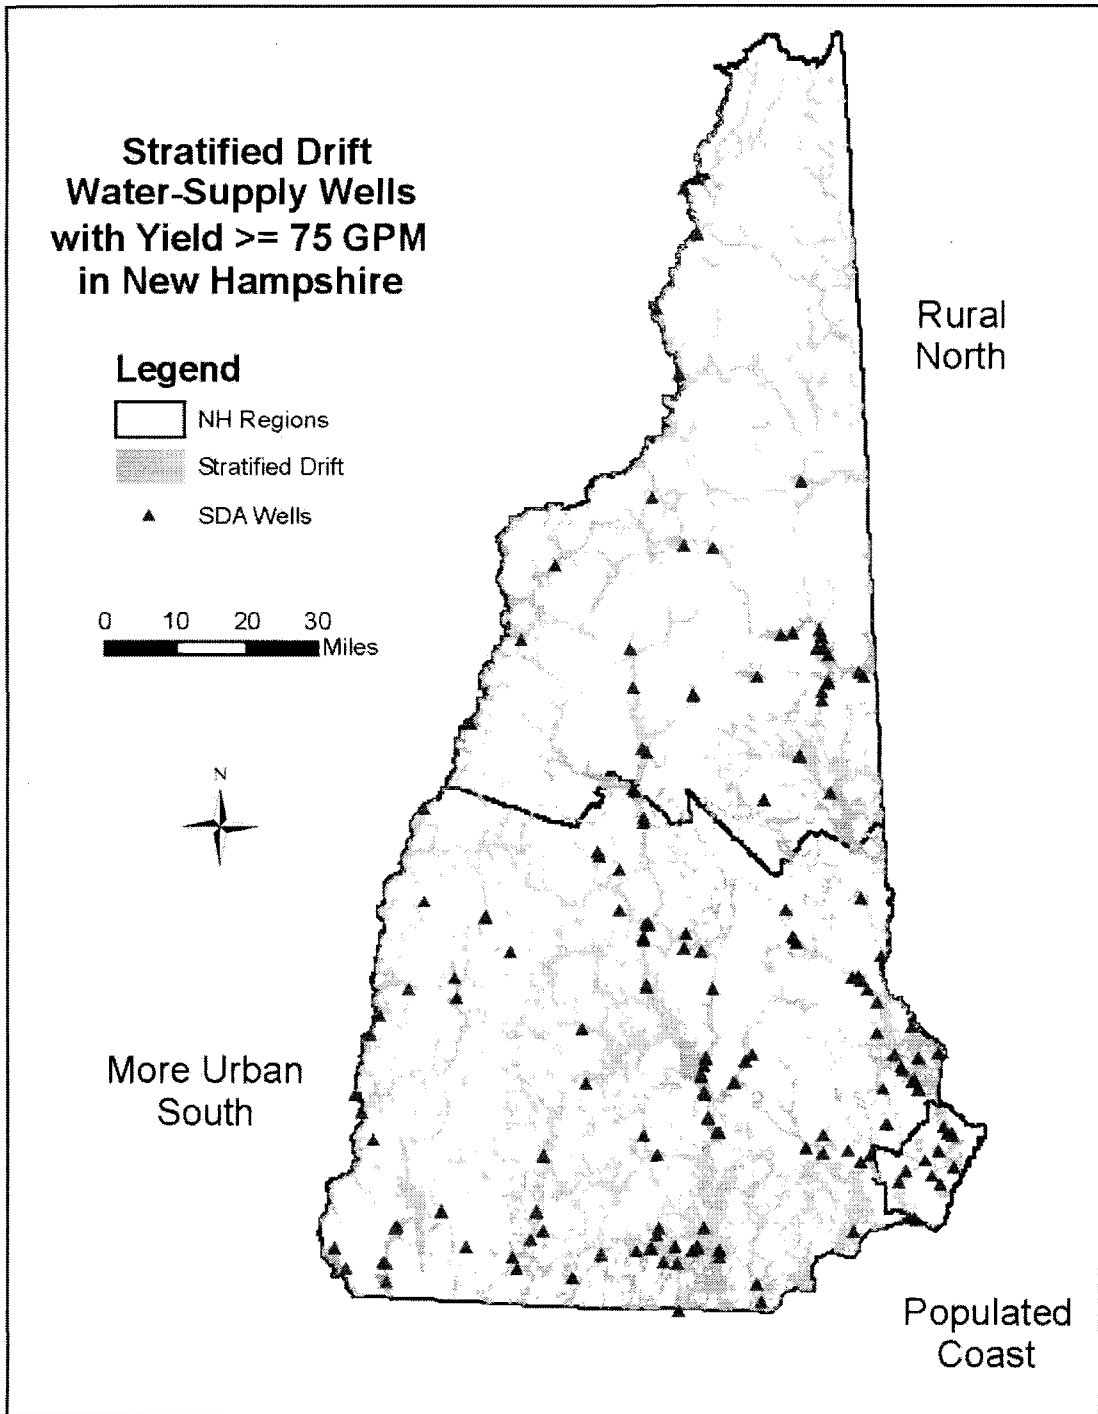 Stratified Drift
Water-Supply Wells
with Yield >= 75 GPM
in New Hampshire
Rural
North
Legend
NH Regions
Stratified Drift
SDA Wells
0 10 20 30
Miles
N
More Urban
South
Populated
Coast